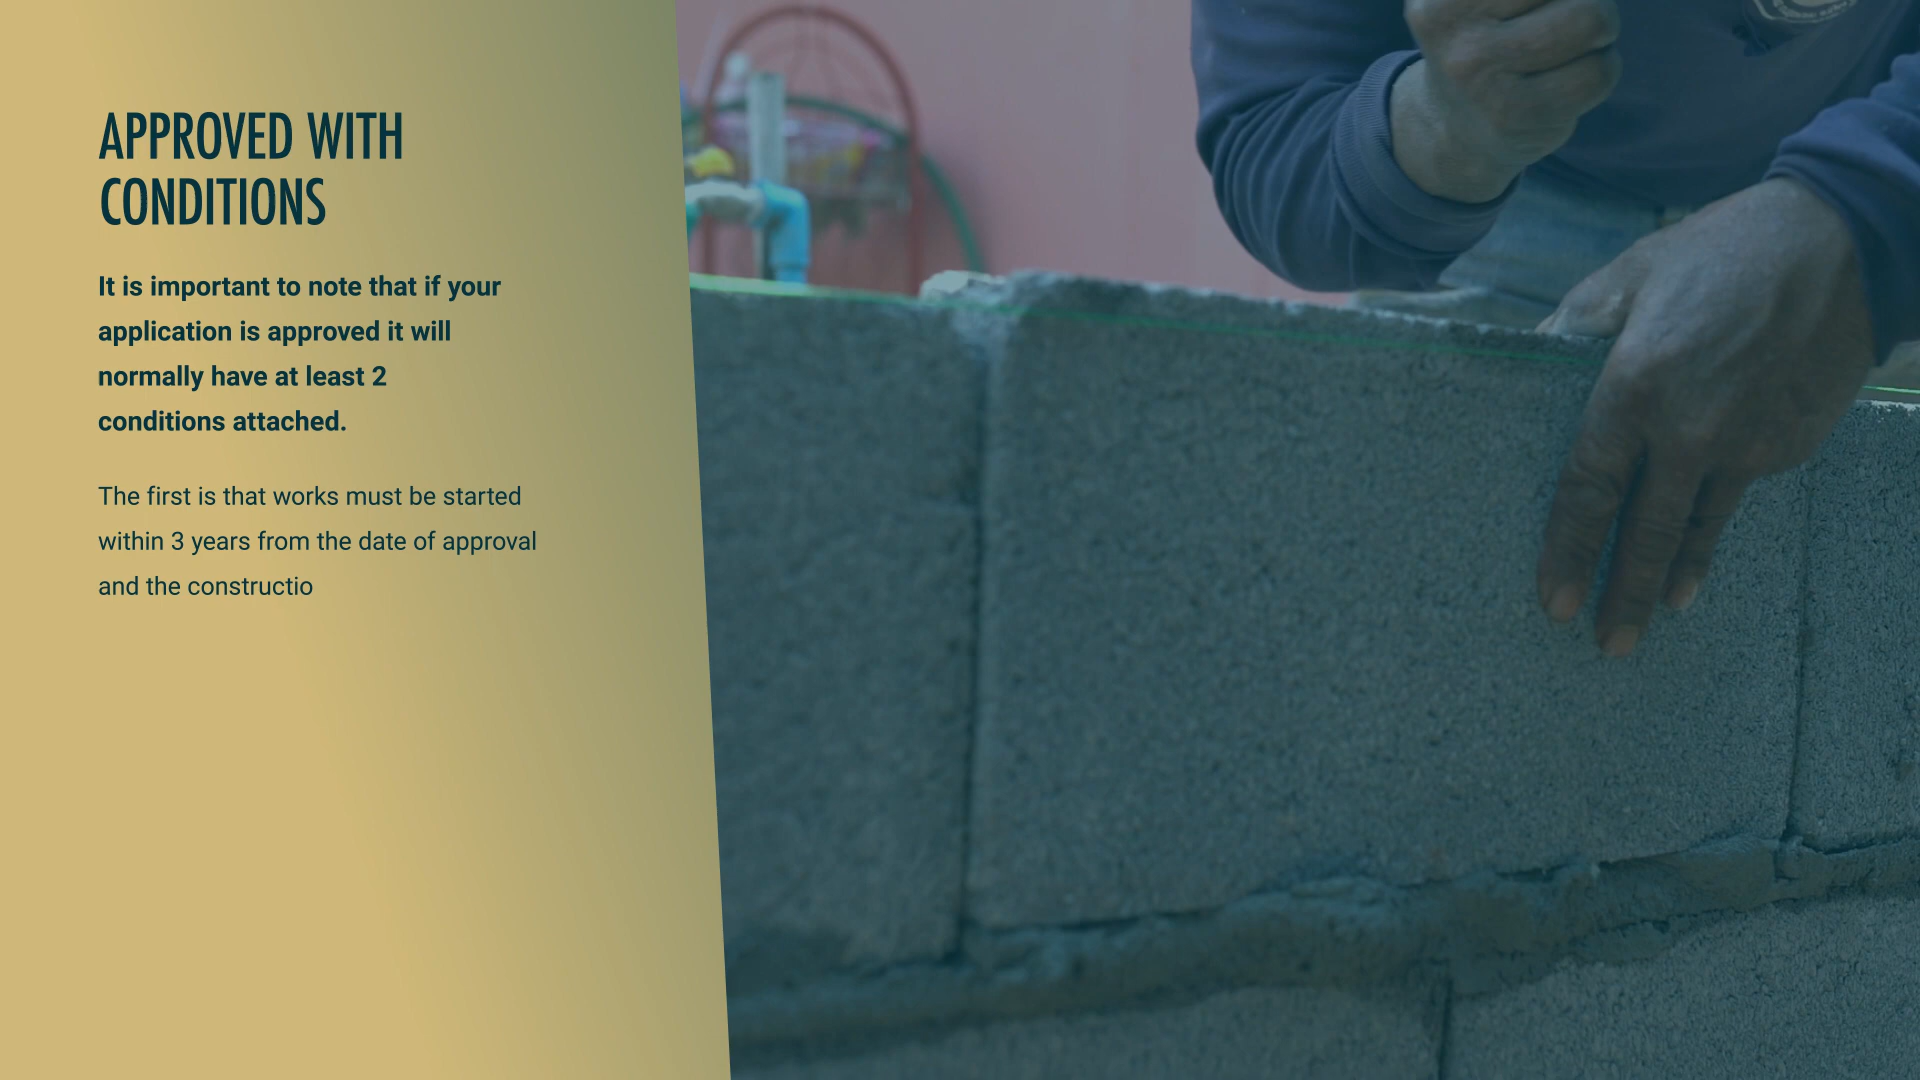 APPROVED WITH
CONDITIONS
It is important to note that if your
application is approved it will
normally have at least 2
conditions attached.
The first is that works must be started
within 3 years from the date of approval
and the constructio